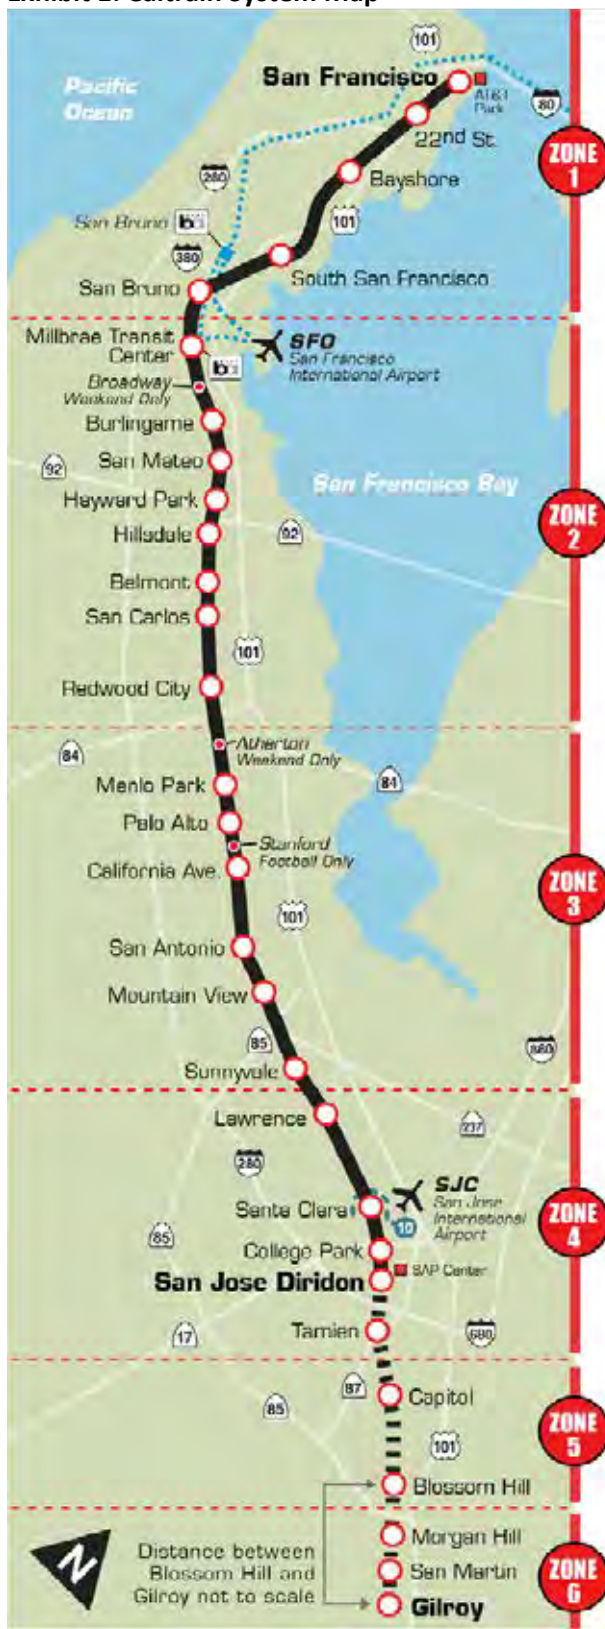 Exhibit 1: Caltrain System Map
101
San Francisco
Pacific
Ocean
AT&T
Park
80
22nd St.
ZONE
1
280
Bayshore
San Bruno
101
380
South San Francisco
San Bruno
Millbrae Transit
Center
SFO
San Francisco
International Airport
Broadway
Weekend Only
Burlingame
92
San Mateo
San Francisco Bay
Hayward Park
ZONE
2
Hillsdale
92
Belmont
San Carlos
101
Redwood City
84
Atherton
Weekend Only
Menlo Park
84
Palo Alto
Stanford
Football Only
California Ave.
ZONE
3
101
San Antonio
Mountain View
85
880
Sunnyvale
Lawrence
237
280
SJC
San Jose
International
Airport
Santa Clara
10
ZONE
4
85
College Park
San Jose Diridon
SAP Center
17
Tamien
680
87
Capitol
85
ZONE
5
101
Blossom Hill
N
Distance between
Blossom Hill and
Gilroy not to scale
Morgan Hill
San Martin
Gilroy
ZONE
6